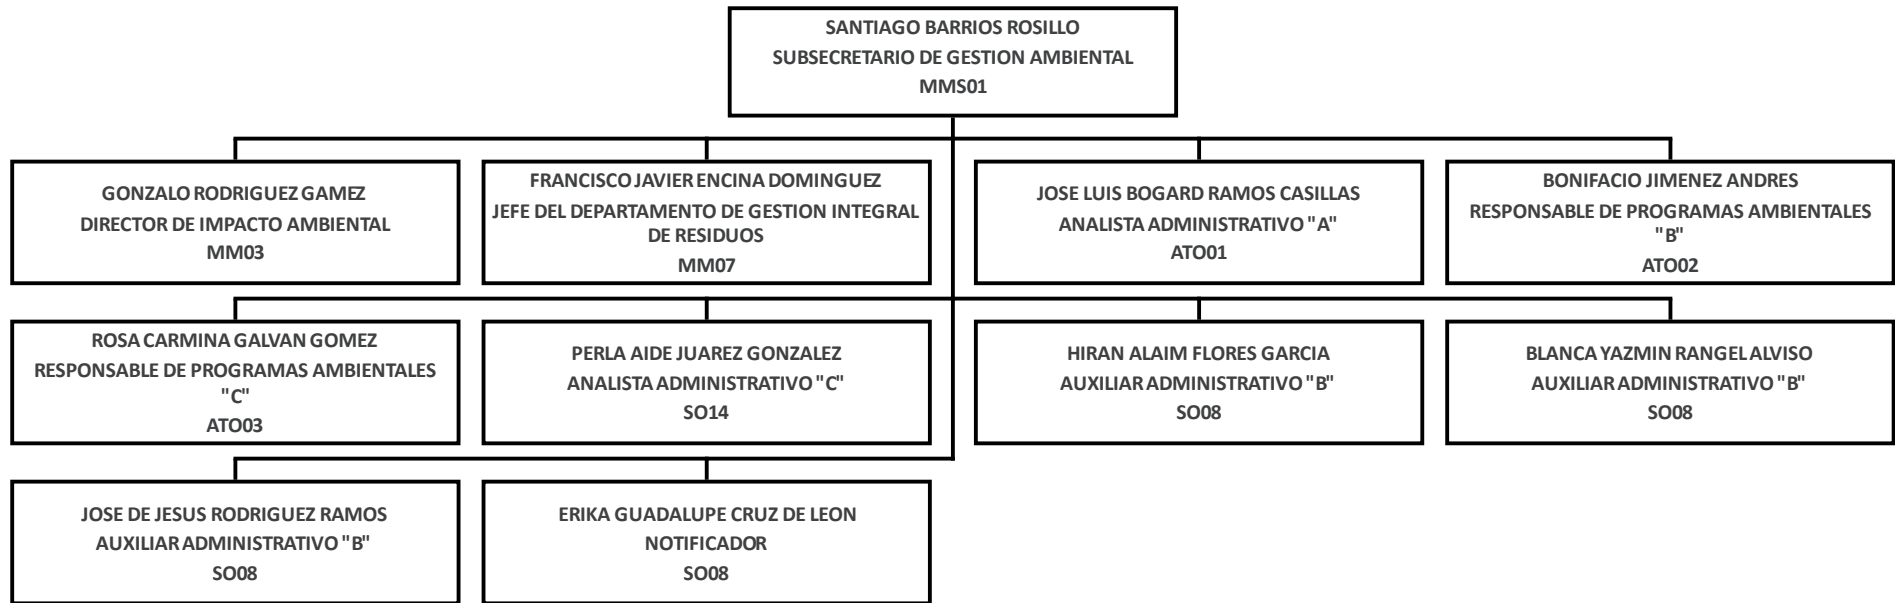 SANTIAGO BARRIOS ROSILLO
SUBSECRETARIO DE GESTION AMBIENTAL
MMS01
GONZALO RODRIGUEZ GAMEZ
DIRECTOR DE IMPACTO AMBIENTAL
MM03
FRANCISCO JAVIER ENCINA DOMINGUEZ
JEFE DEL DEPARTAMENTO DE GESTION INTEGRAL
DE RESIDUOS
MM07
JOSE LUIS BOGARD RAMOS CASILLAS
ANALISTA ADMINISTRATIVO "A"
ATO01
BONIFACIO JIMENEZ ANDRES
RESPONSABLE DE PROGRAMAS AMBIENTALES
"B"
ATO02
ROSA CARMINA GALVAN GOMEZ
RESPONSABLE DE PROGRAMAS AMBIENTALES
"C"
ATO03
PERLA AIDE JUAREZ GONZALEZ
ANALISTA ADMINISTRATIVO "C"
SO14
HIRAN ALAIM FLORES GARCIA
AUXILIAR ADMINISTRATIVO "B"
SO08
BLANCA YAZMIN RANGEL ALVISO
AUXILIAR ADMINISTRATIVO "B"
SO08
JOSE DE JESUS RODRIGUEZ RAMOS
AUXILIAR ADMINISTRATIVO "B"
SO08
ERIKA GUADALUPE CRUZ DE LEON
NOTIFICADOR
SO08